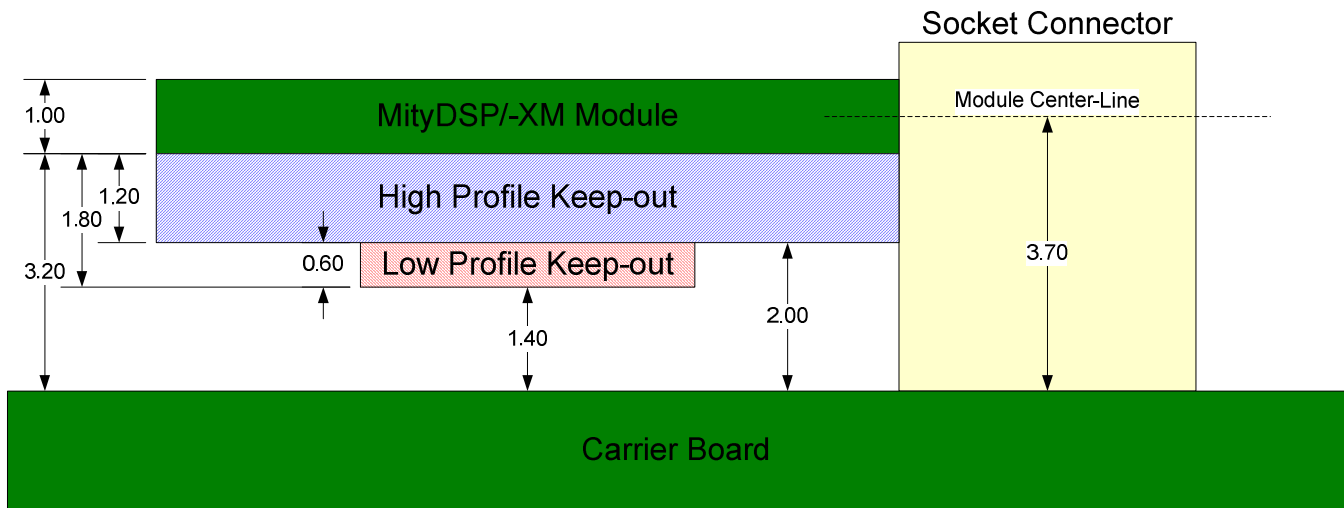 Socket Connector
1.00
MityDSP/-XM Module
Module Center-Line
1.20
High Profile Keep-out
1.80
3.20
0.60
Low Profile Keep-out
3.70
2.00
1.40
Carrier Board